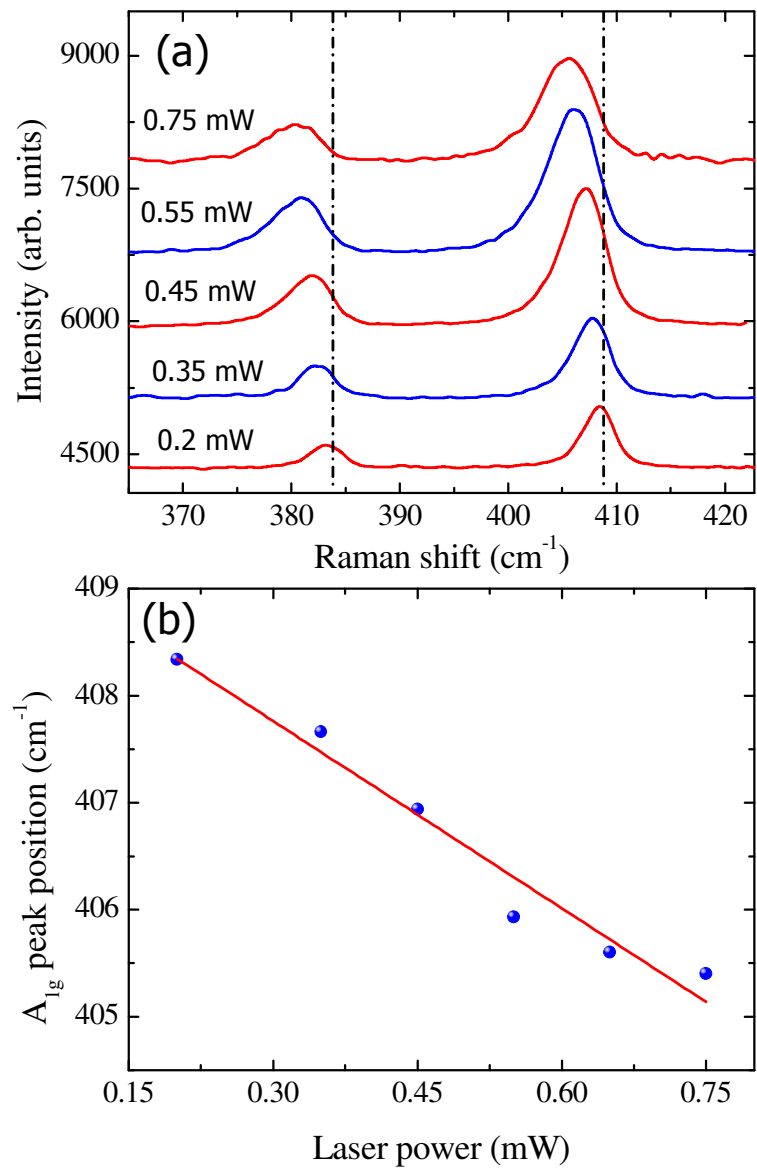 (a)
9000
7500
6000
4500
Intensity (arb. units)
0.75 mW
0.55 mW
0.45 mW
0.35 mW
0.2 mW
370 380 390 400 410 420
Raman shift (cm⁻¹)
(b)
409
408
407
406
405
A₁g peak position (cm⁻¹)
0.15 0.30 0.45 0.60 0.75
Laser power (mW)